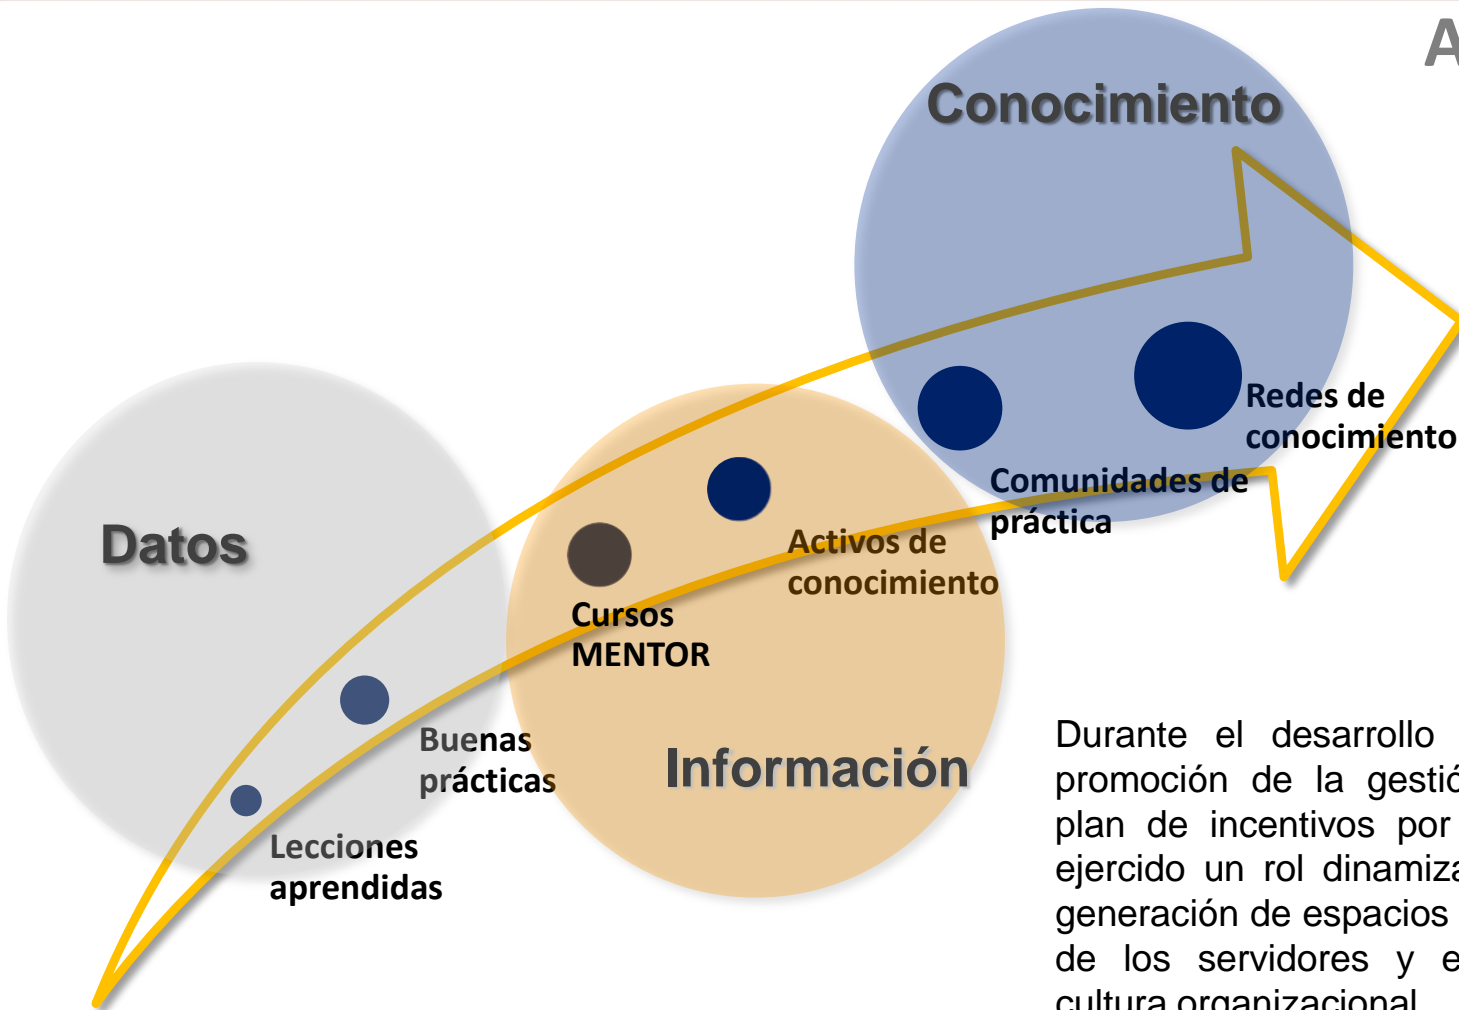 A
Conocimiento
Redes de
conocimiento
Comunidades de
práctica
Activos de
conocimiento
Datos
Cursos
MENTOR
Buenas
prácticas
Información
Lecciones
aprendidas
Durante el desarrollo
promoción de la gestió
plan de incentivos por
ejercido un rol dinamiza
generación de espacios
de los servidores y e
cultura organizacional